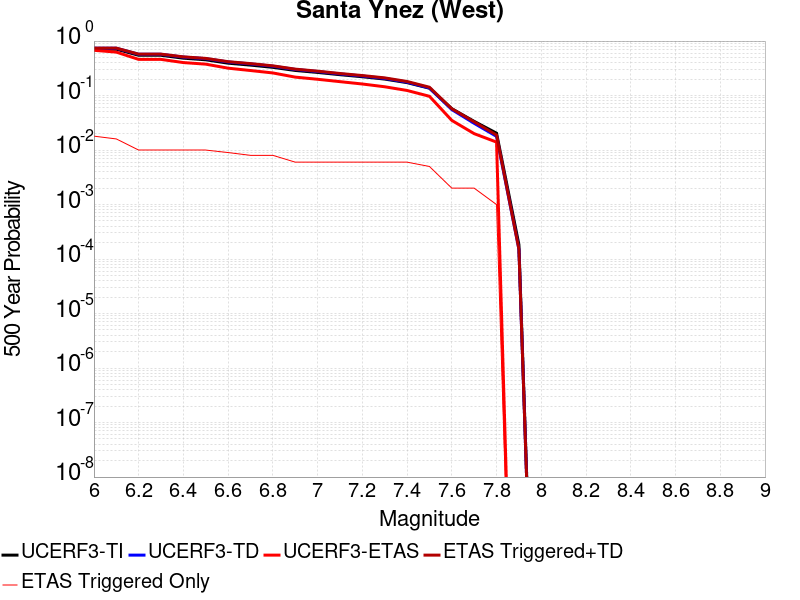 Santa Ynez (West)
500 Year Probability
10^0
10^-1
10^-2
10^-3
10^-4
10^-5
10^-6
10^-7
10^-8
6 6.2 6.4 6.6 6.8 7 7.2 7.4 7.6 7.8 8 8.2 8.4 8.6 8.8 9
Magnitude
UCERF3-TI UCERF3-TD UCERF3-ETAS ETAS Triggered+TD
ETAS Triggered Only